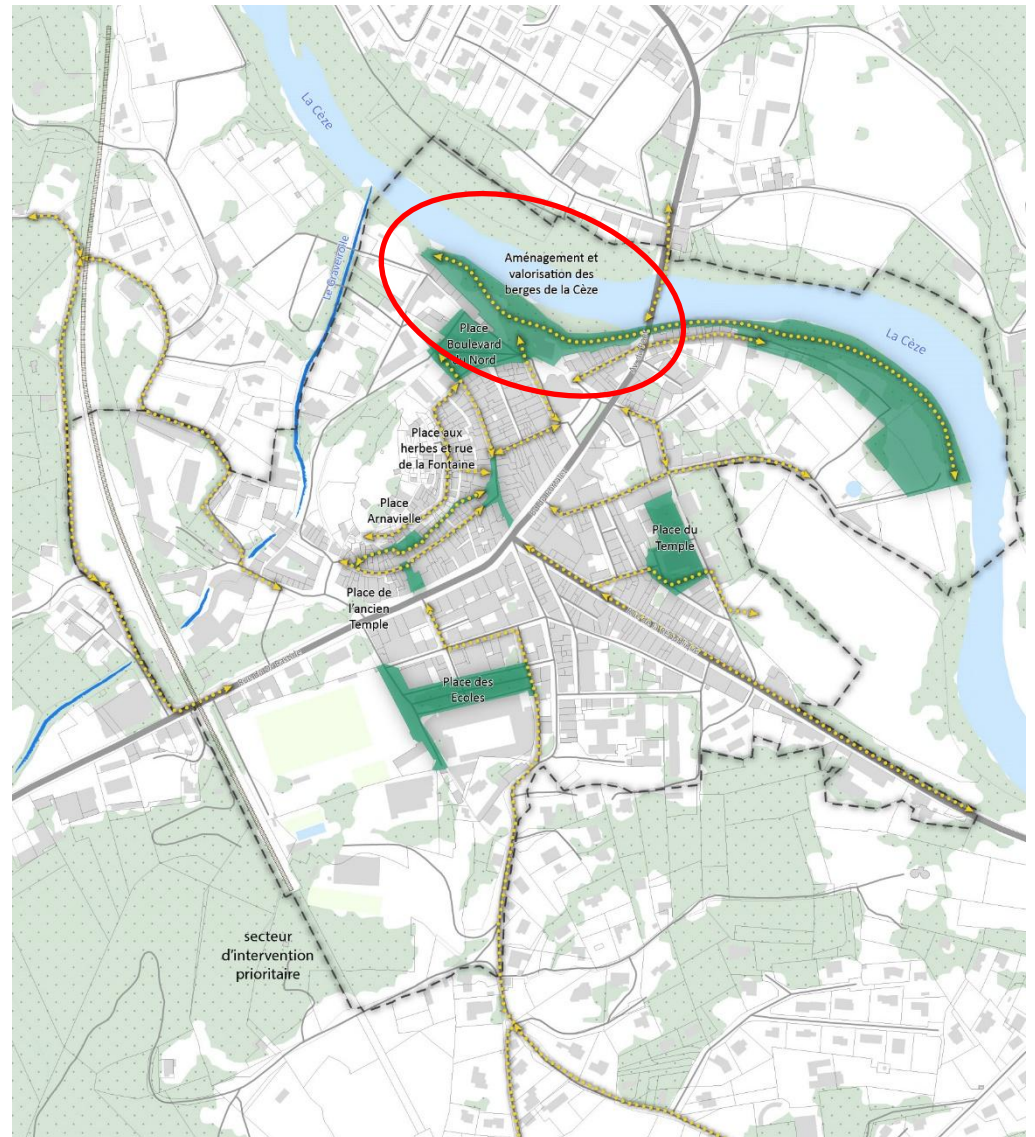 La Cèze
Le Graveirolle
Aménagement et
valorisation des
berges de la Cèze
La Cèze
Place
Boulevard
du Nord
Place aux
herbes et rue
de la Fontaine
Place
Arnavielle
Place du
Temple
Place de
l'ancien
Temple
Place des
Ecoles
secteur
d'intervention
prioritaire